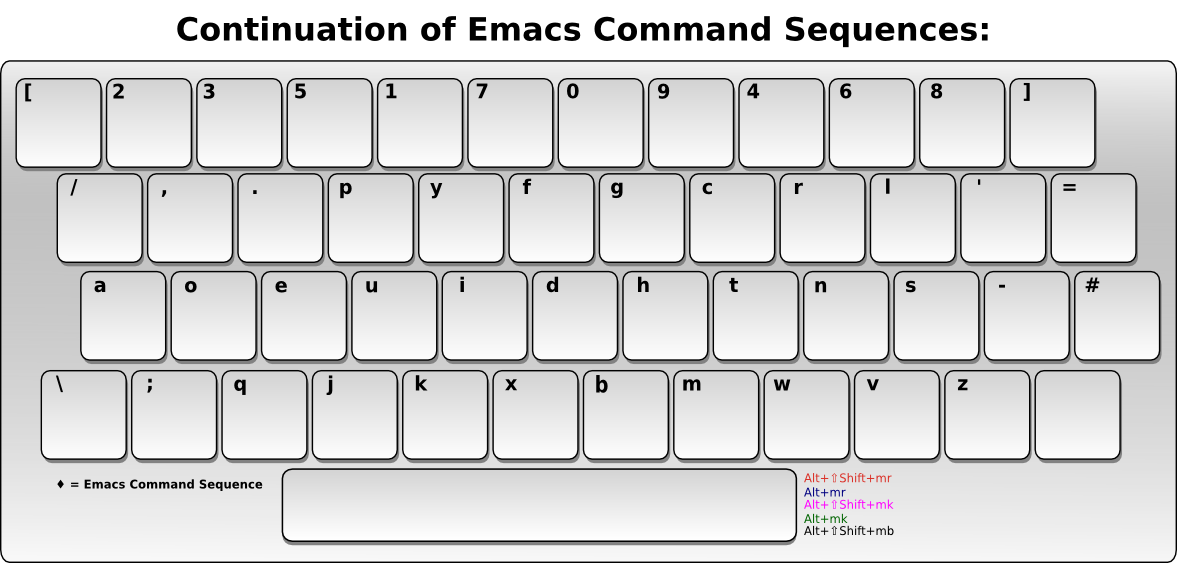 Continuation of Emacs Command Sequences:
[ 2 3 5 1 7 0 9 4 6 8 ]
/ , . p y f g c r l ' =
a o e u i d h t n s - #
\ ; q j k x b m w v z
♦ = Emacs Command Sequence
Alt+⇧Shift+mr
Alt+mr
Alt+⇧Shift+mk
Alt+mk
Alt+⇧Shift+mb